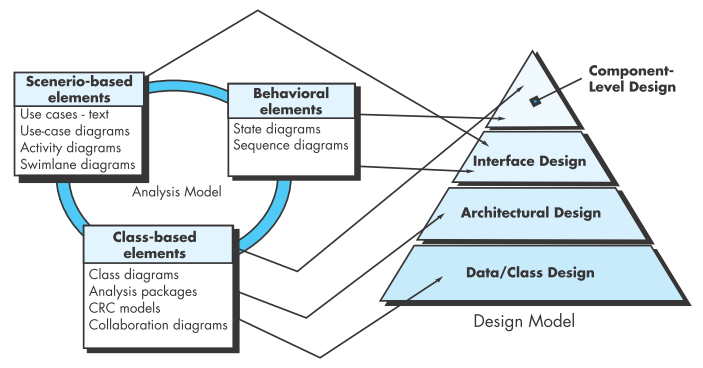 Scenerio-based
elements
Use cases - text
Use-case diagrams
Activity diagrams
Swimlane diagrams
Behavioral
elements
State diagrams
Sequence diagrams
Analysis Model
Class-based
elements
Class diagrams
Analysis packages
CRC models
Collaboration diagrams
Component-
Level Design
Interface Design
Architectural Design
Data/Class Design
Design Model